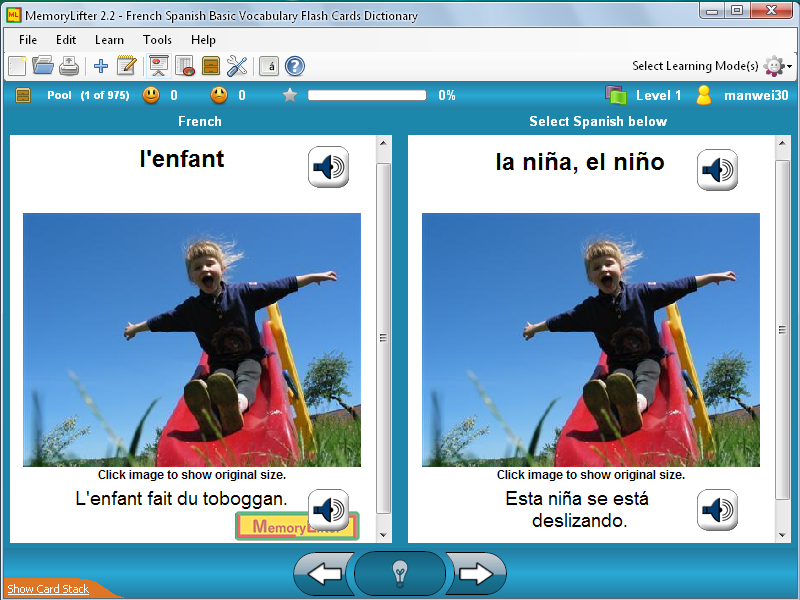 ML MemoryLifter 2.2 - French Spanish Basic Vocabulary Flash Cards Dictionary
File Edit Learn Tools Help
á ? Select Learning Mode(s)
Pool (1 of 975) 0 0 0% Level 1 manwei30
French
Select Spanish below
l'enfant
la niña, el niño
Click image to show original size.
Click image to show original size.
L'enfant fait du toboggan.
Esta niña se está
deslizando.
Show Card Stack